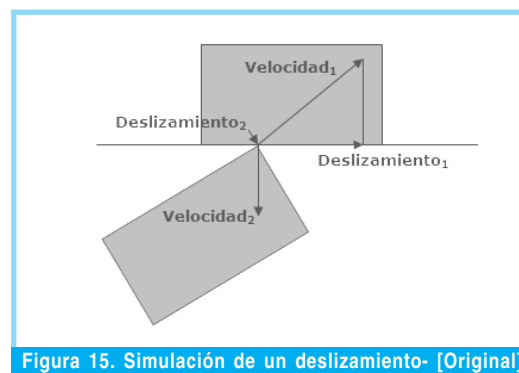 Velocidad1
Deslizamiento2
Deslizamiento1
Velocidad2
Figura 15. Simulación de un deslizamiento- [Original]